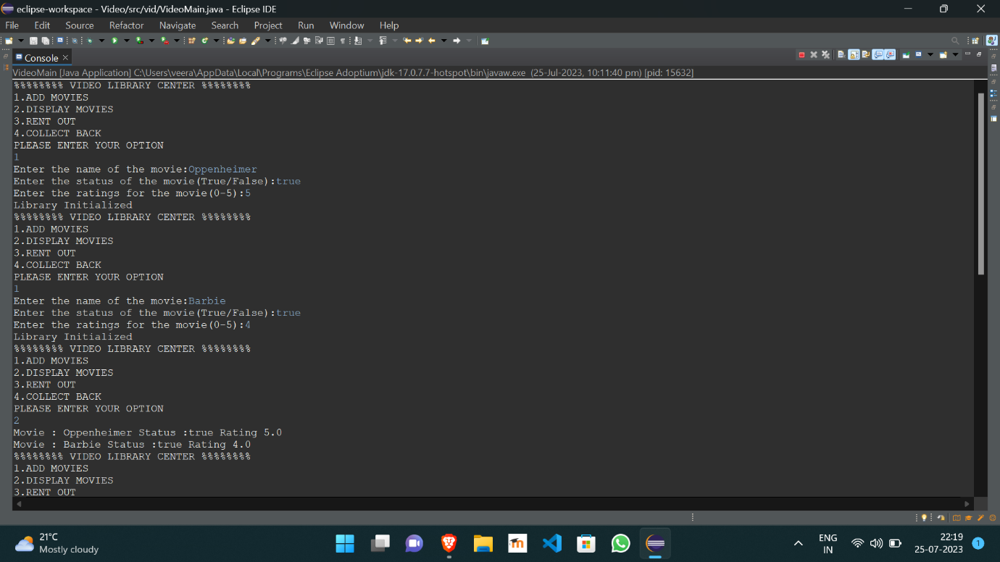 eclipse-workspace - Video/src/vid/VideoMain.java - Eclipse IDE
File Edit Source Refactor Navigate Search Project Run Window Help
Console
VideoMain [Java Application] C:\Users\veera\AppData\Local\Programs\Eclipse Adoptium\jdk-17.0.7.7-hotspot\bin\javaw.exe (25-Jul-2023, 10:11:40 pm) [pid: 15632]
%%%%%%%% VIDEO LIBRARY CENTER %%%%%%%%
1.ADD MOVIES
2.DISPLAY MOVIES
3.RENT OUT
4.COLLECT BACK
PLEASE ENTER YOUR OPTION
1
Enter the name of the movie:Oppenheimer
Enter the status of the movie(True/False):true
Enter the ratings for the movie(0-5):5
Library Initialized
%%%%%%%% VIDEO LIBRARY CENTER %%%%%%%%
1.ADD MOVIES
2.DISPLAY MOVIES
3.RENT OUT
4.COLLECT BACK
PLEASE ENTER YOUR OPTION
1
Enter the name of the movie:Barbie
Enter the status of the movie(True/False):true
Enter the ratings for the movie(0-5):4
Library Initialized
%%%%%%%% VIDEO LIBRARY CENTER %%%%%%%%
1.ADD MOVIES
2.DISPLAY MOVIES
3.RENT OUT
4.COLLECT BACK
PLEASE ENTER YOUR OPTION
2
Movie : Oppenheimer Status :true Rating 5.0
Movie : Barbie Status :true Rating 4.0
%%%%%%%% VIDEO LIBRARY CENTER %%%%%%%%
1.ADD MOVIES
2.DISPLAY MOVIES
3.RENT OUT
21°C
Mostly cloudy
ENG
IN
22:19
25-07-2023
1